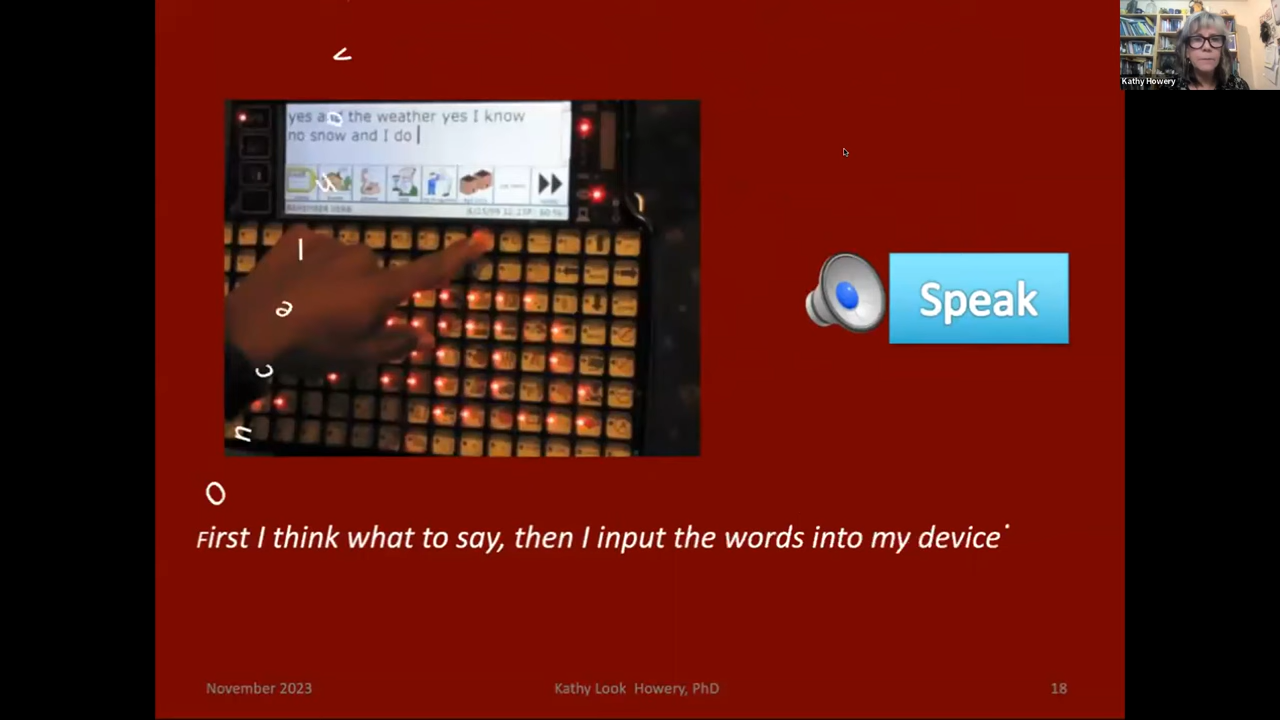 Kathy Howery
yes and the weather yes I know
no snow and I do
Speak
First I think what to say, then I input the words into my device
November 2023
Kathy Look Howery, PhD
18